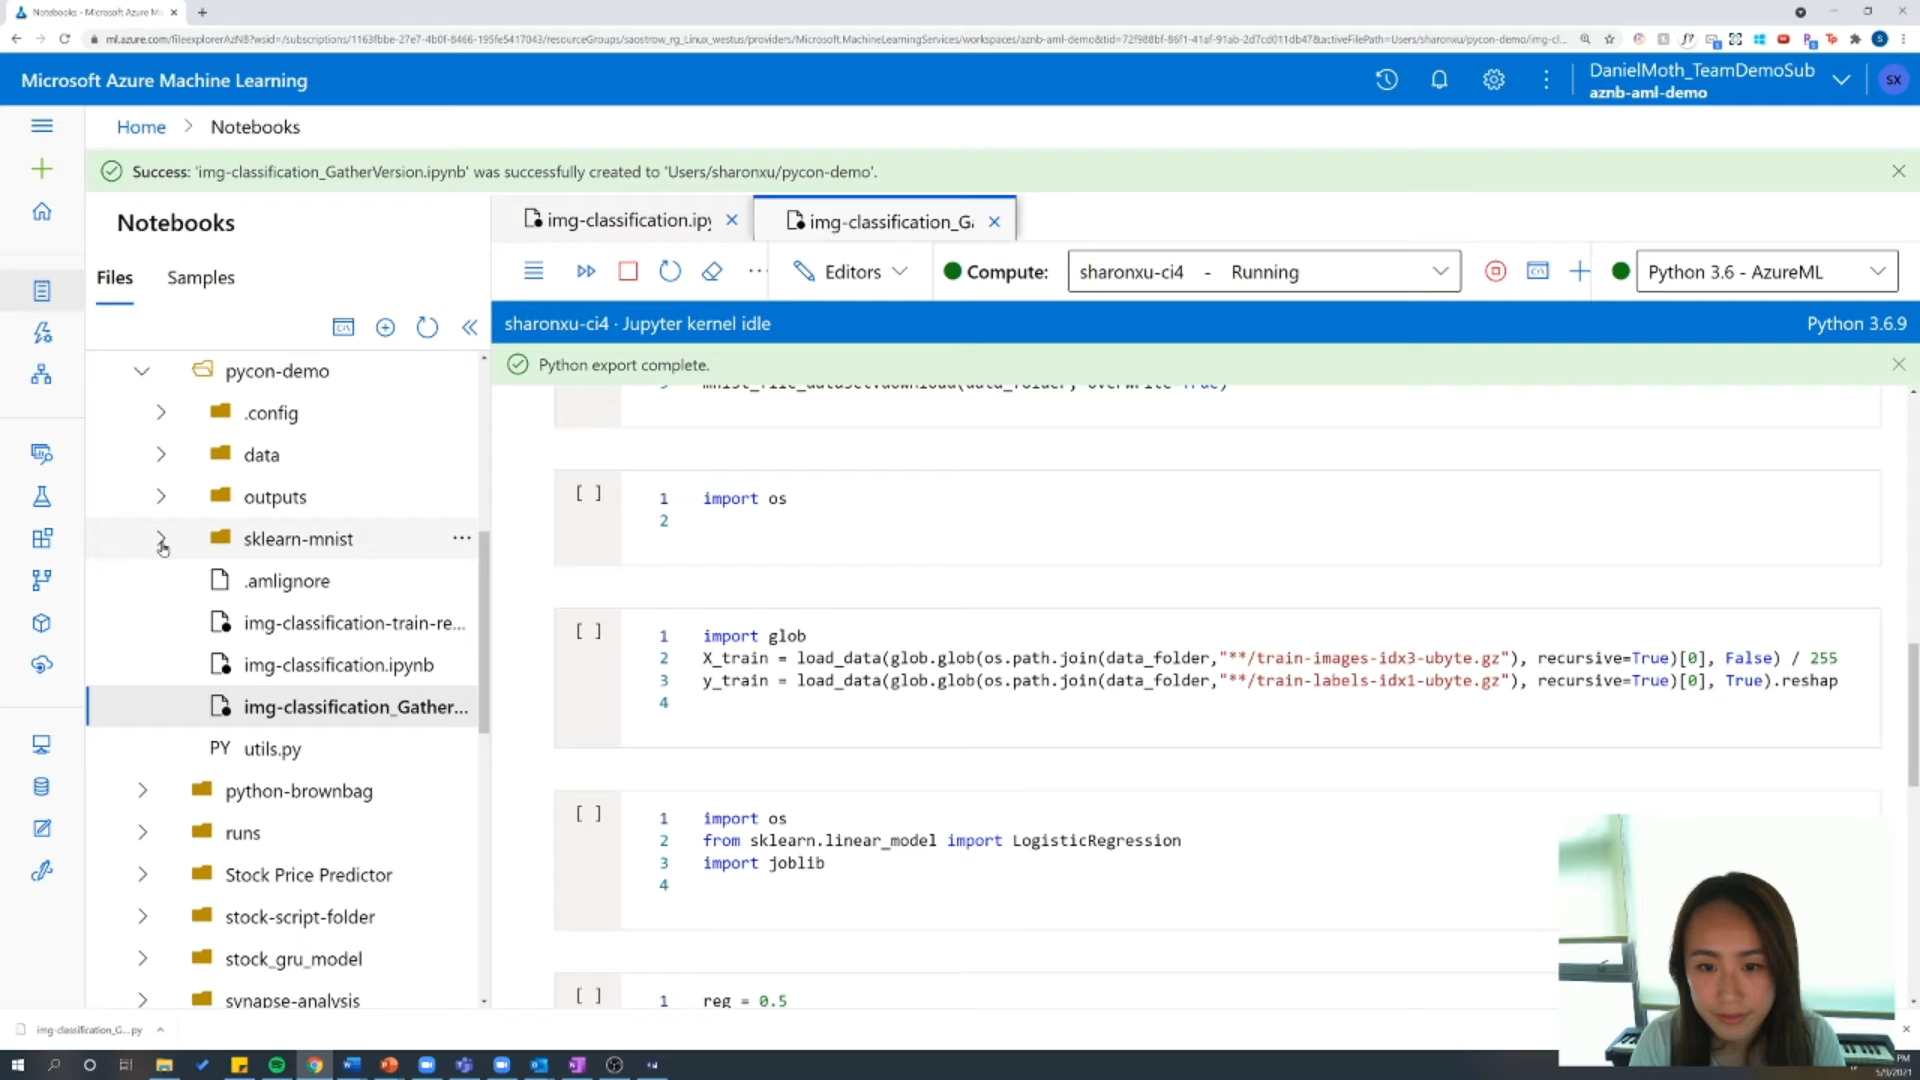 Notebooks - Microsoft Azure Ma
ml.azure.com/fileexplorerAzNB?wsid=/subscriptions/1163fbbe-27e7-4b0f-8466-195fe5417043/resourceGroups/saostrow_rg_Linux_westus/providers/Microsoft.MachineLearningServices/workspaces/aznb-aml-demo&tid=72f988bf-86f1-41af-91ab-2d7cd011db47&activeFilePath=Users/sharonxu/pycon-demo/img-cl...
Microsoft Azure Machine Learning
DanielMoth_TeamDemoSub
aznb-aml-demo
SX
Home > Notebooks
Success: 'img-classification_GatherVersion.ipynb' was successfully created to 'Users/sharonxu/pycon-demo'.
Notebooks
img-classification.ipy
img-classification_Ga
Files
Samples
Editors
Compute:
sharonxu-ci4 - Running
Python 3.6 - AzureML
sharonxu-ci4 · Jupyter kernel idle
Python 3.6.9
Python export complete.
pycon-demo
.config
data
outputs
sklearn-mnist
.amlignore
img-classification-train-re...
img-classification.ipynb
img-classification_Gather...
PY utils.py
python-brownbag
runs
Stock Price Predictor
stock-script-folder
stock_gru_model
synapse-analysis
mnist_file_dataset.download(data_folder, overwrite=True)
[ ]
1 import os
2
[ ]
1 import glob
2 X_train = load_data(glob.glob(os.path.join(data_folder,"**/train-images-idx3-ubyte.gz"), recursive=True)[0], False) / 255
3 y_train = load_data(glob.glob(os.path.join(data_folder,"**/train-labels-idx1-ubyte.gz"), recursive=True)[0], True).reshap
4
[ ]
1 import os
2 from sklearn.linear_model import LogisticRegression
3 import joblib
4
[ ]
1 reg = 0.5
img-classification_G....py
PM
5/9/2021